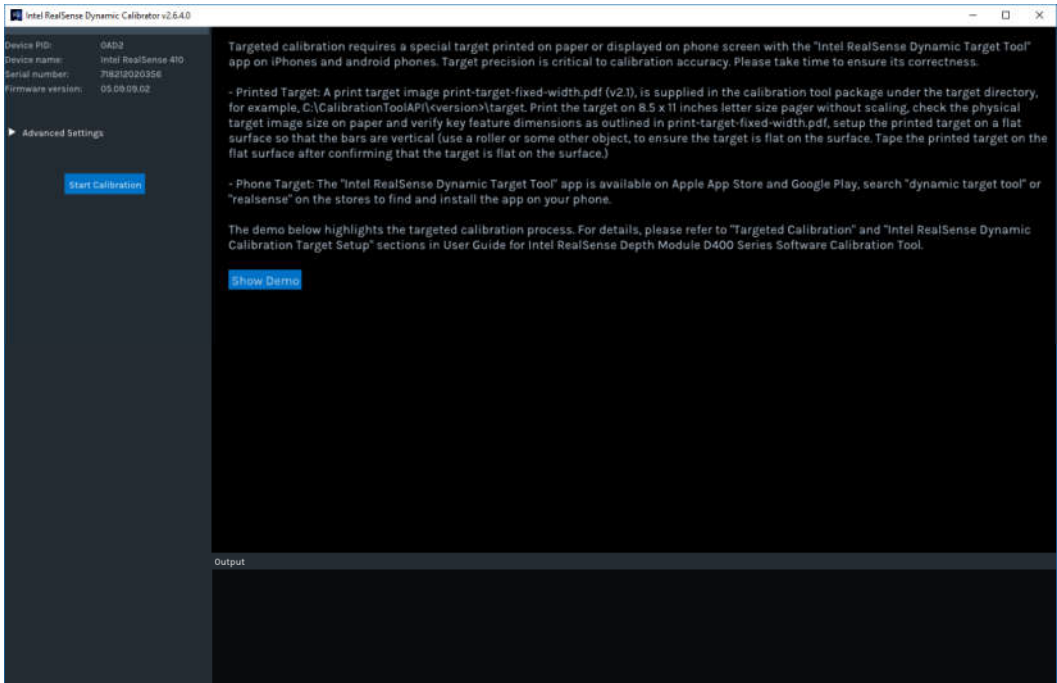 Intel RealSense Dynamic Calibrator v2.6.4.0
Device PID: 0AD2
Device name: Intel RealSense 410
Serial number: 718212020356
Firmware version: 05.09.09.02
Advanced Settings
Start Calibration
Targeted calibration requires a special target printed on paper or displayed on phone screen with the "Intel RealSense Dynamic Target Tool"
app on iPhones and android phones. Target precision is critical to calibration accuracy. Please take time to ensure its correctness.
- Printed Target: A print target image print-target-fixed-width.pdf (v2.1), is supplied in the calibration tool package under the target directory,
for example, C:\CalibrationToolAPI\<version>\target. Print the target on 8.5 x 11 inches letter size pager without scaling, check the physical
target image size on paper and verify key feature dimensions as outlined in print-target-fixed-width.pdf, setup the printed target on a flat
surface so that the bars are vertical (use a roller or some other object, to ensure the target is flat on the surface. Tape the printed target on the
flat surface after confirming that the target is flat on the surface.)
- Phone Target: The "Intel RealSense Dynamic Target Tool" app is available on Apple App Store and Google Play, search "dynamic target tool" or
"realsense" on the stores to find and install the app on your phone.
The demo below highlights the targeted calibration process. For details, please refer to "Targeted Calibration" and "Intel RealSense Dynamic
Calibration Target Setup" sections in User Guide for Intel RealSense Depth Module D400 Series Software Calibration Tool.
Show Demo
Output